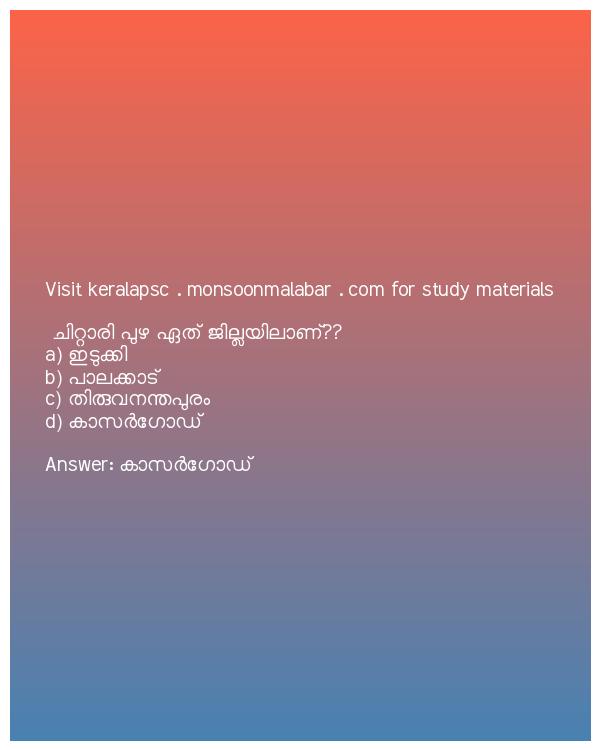 Visit keralapsc . monsoonmalabar . com for study materials
ചിറ്റാരി പുഴ ഏത് ജില്ലയിലാണ്??
a) ഇടുക്കി
b) പാലക്കാട്
c) തിരുവനന്തപുരം
d) കാസർഗോഡ്
Answer: കാസർഗോഡ്